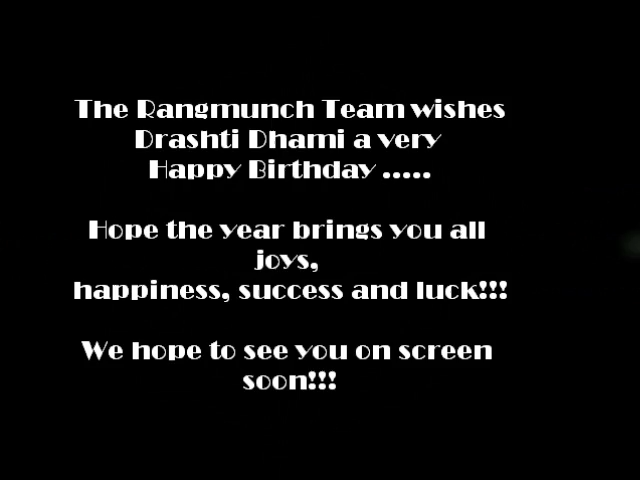 The Rangmunch Team wishes
Drashti Dhami a very
Happy Birthday .....
Hope the year brings you all
joys,
happiness, success and luck!!!
We hope to see you on screen
soon!!!